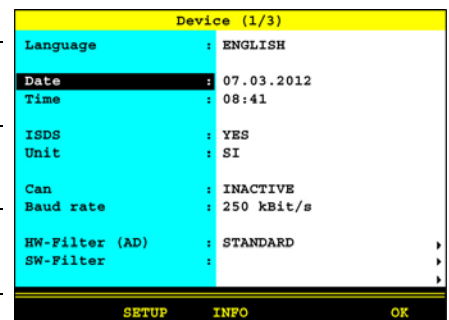 Device (1/3)
Language : ENGLISH
Date : 07.03.2012
Time : 08:41
ISDS : YES
Unit : SI
Can : INACTIVE
Baud rate : 250 kBit/s
HW-Filter (AD) : STANDARD
SW-Filter :
SETUP INFO OK